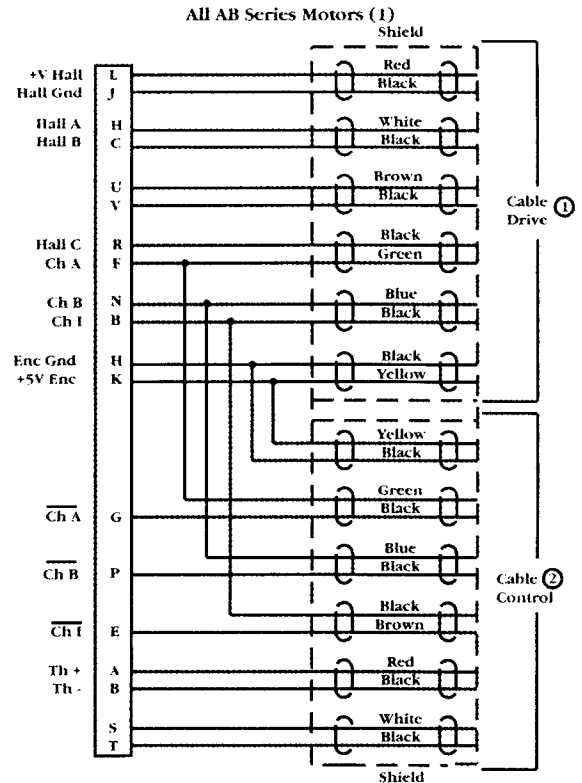 All AB Series Motors (1)
Shield
+V Hall L Red
Hall Gnd J Black
Hall A H White
Hall B C Black
U Brown
V Black
Cable Drive ①
Hall C R Black
Ch A F Green
Ch B N Blue
Ch I B Black
Enc Gnd H Black
+5V Enc K Yellow
Yellow
Black
Green
Ch A G Black
Blue
Ch B P Black
Cable Control ②
Black
Ch I E Brown
Th + A Red
Th - B Black
S White
T Black
Shield